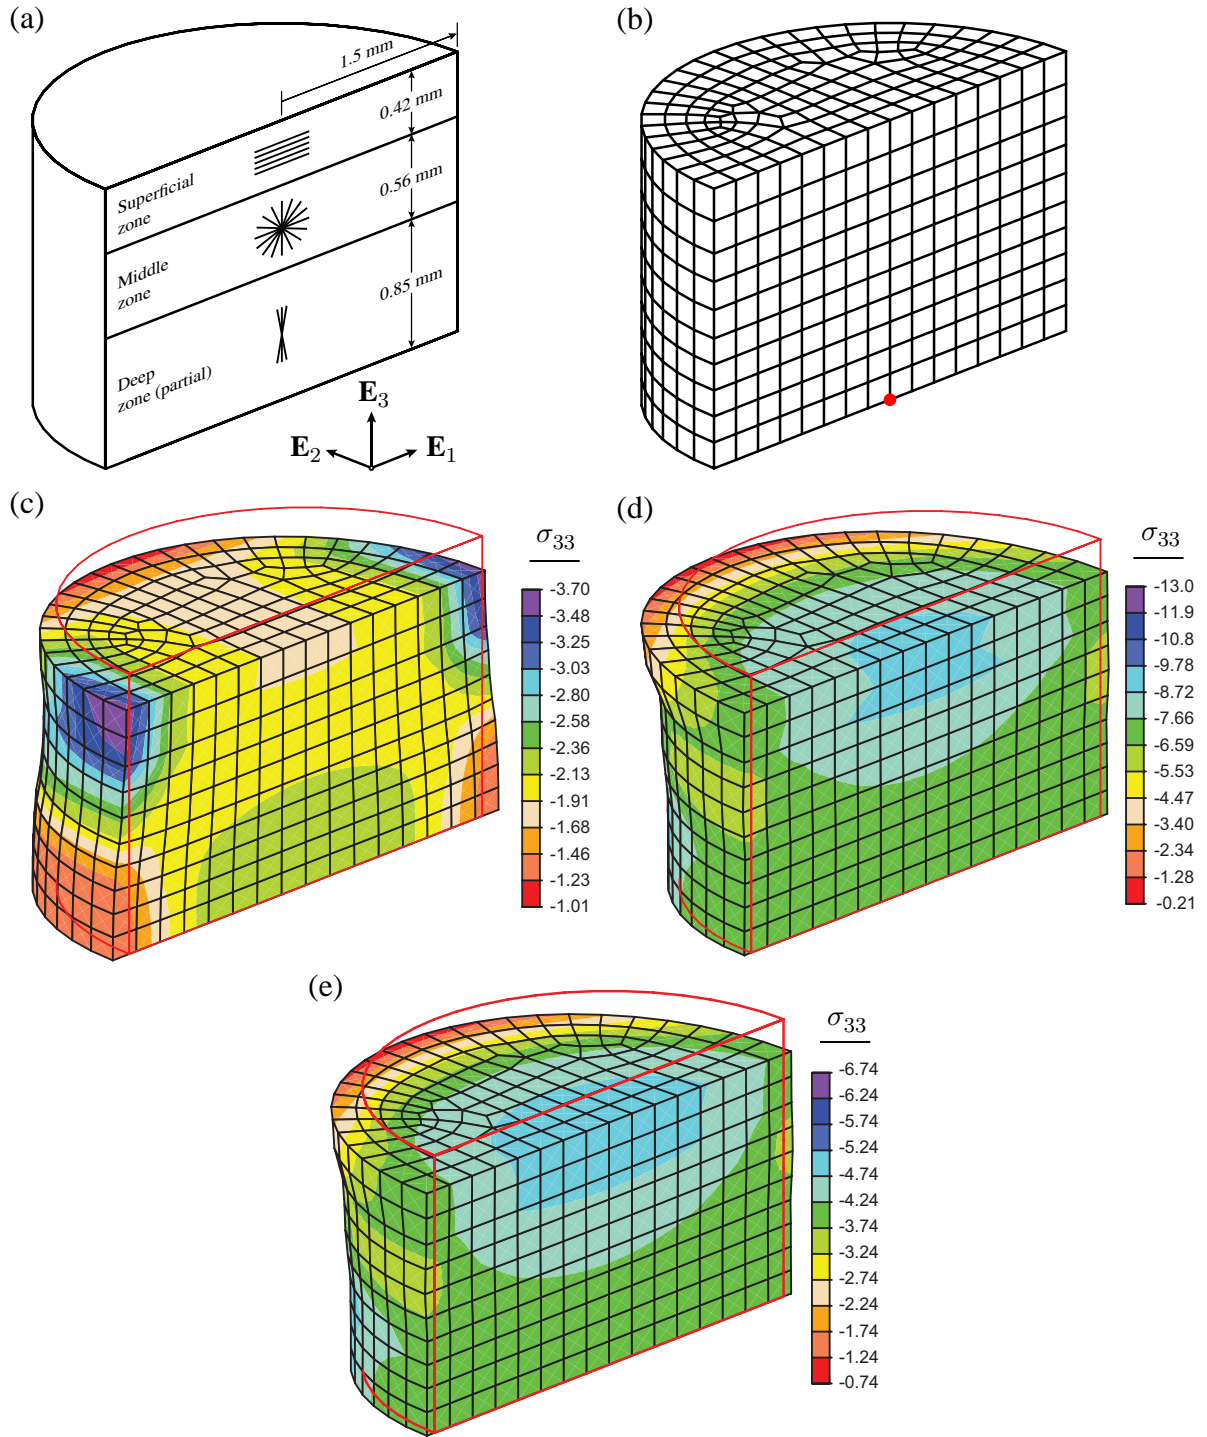 (a)
1.5 mm
0.42 mm
Superficial
zone
0.56 mm
Middle
zone
0.85 mm
Deep
zone (partial)
E3
E2
E1
(b)
(c)
σ33
-3.70
-3.48
-3.25
-3.03
-2.80
-2.58
-2.36
-2.13
-1.91
-1.68
-1.46
-1.23
-1.01
(d)
σ33
-13.0
-11.9
-10.8
-9.78
-8.72
-7.66
-6.59
-5.53
-4.47
-3.40
-2.34
-1.28
-0.21
(e)
σ33
-6.74
-6.24
-5.74
-5.24
-4.74
-4.24
-3.74
-3.24
-2.74
-2.24
-1.74
-1.24
-0.74